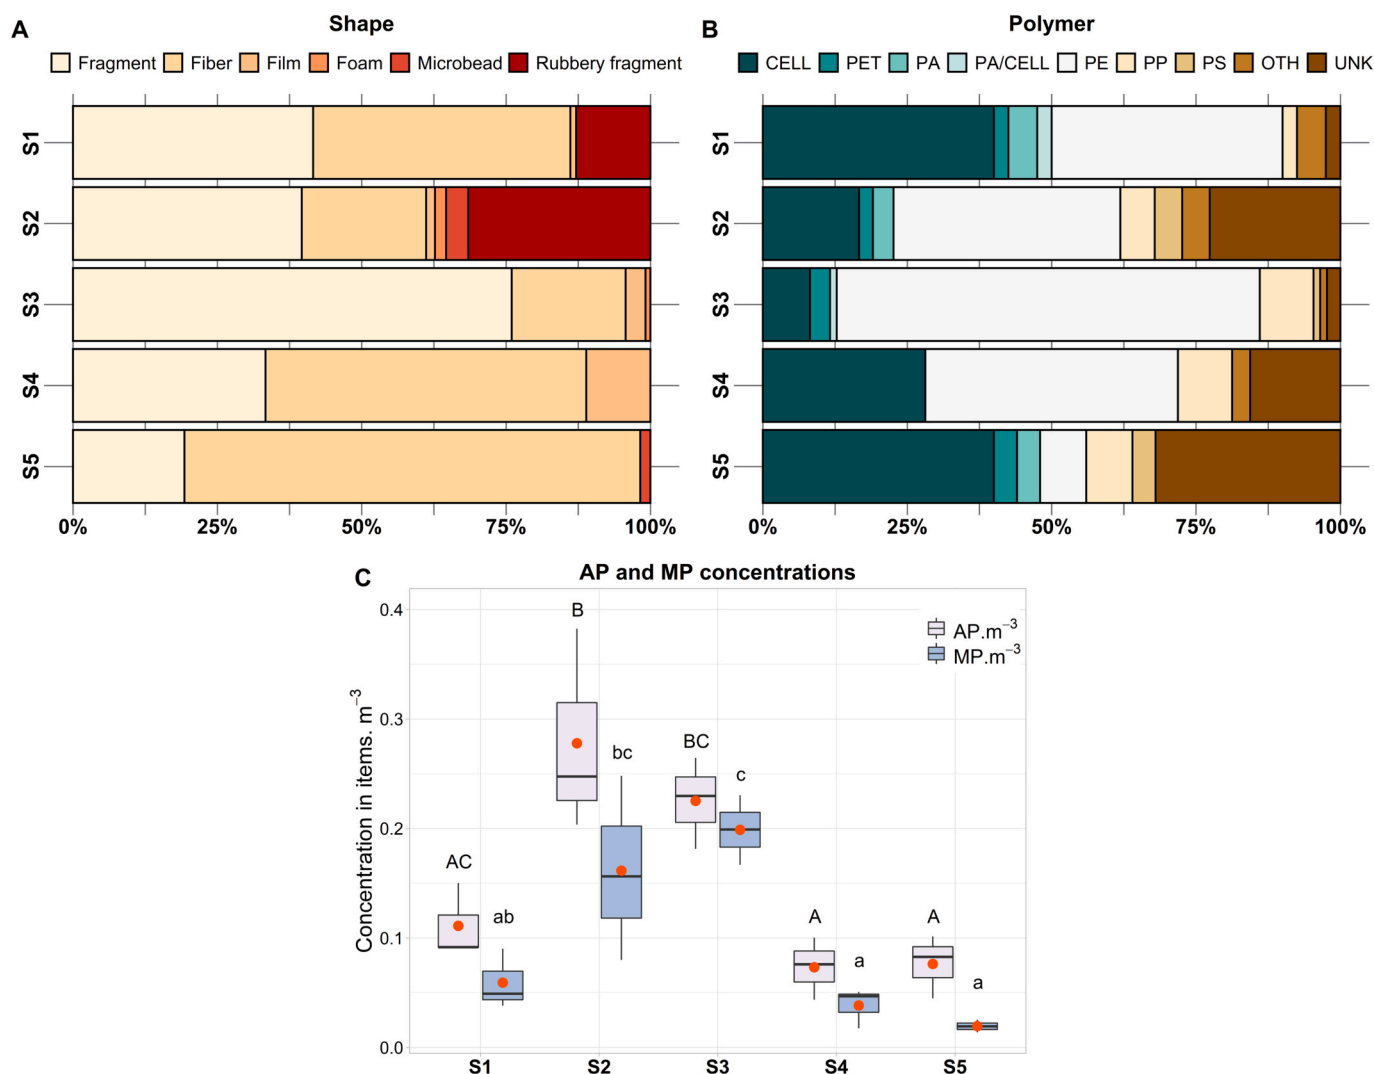 A
Shape
Fragment Fiber Film Foam Microbead Rubbery fragment
S1
S2
S3
S4
S5
0% 25% 50% 75% 100%
B
Polymer
CELL PET PA PA/CELL PE PP PS OTH UNK
S1
S2
S3
S4
S5
0% 25% 50% 75% 100%
C
AP and MP concentrations
Concentration in items. m⁻³
0.4
0.3
0.2
0.1
0.0
AP.m⁻³
MP.m⁻³
AC
ab
B
bc
BC
c
A
a
A
a
S1 S2 S3 S4 S5